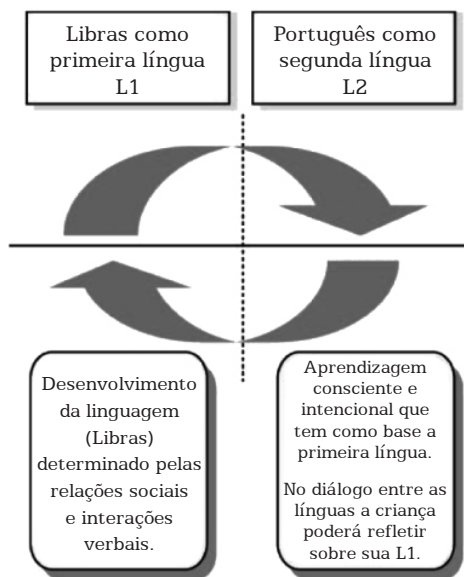 Libras como
primeira língua
L1
Português como
segunda língua
L2
Desenvolvimento
da linguagem
(Libras)
determinado pelas
relações sociais
e interações
verbais.
Aprendizagem
consciente e
intencional que
tem como base a
primeira língua.
No diálogo entre as
línguas a criança
poderá refletir
sobre sua L1.